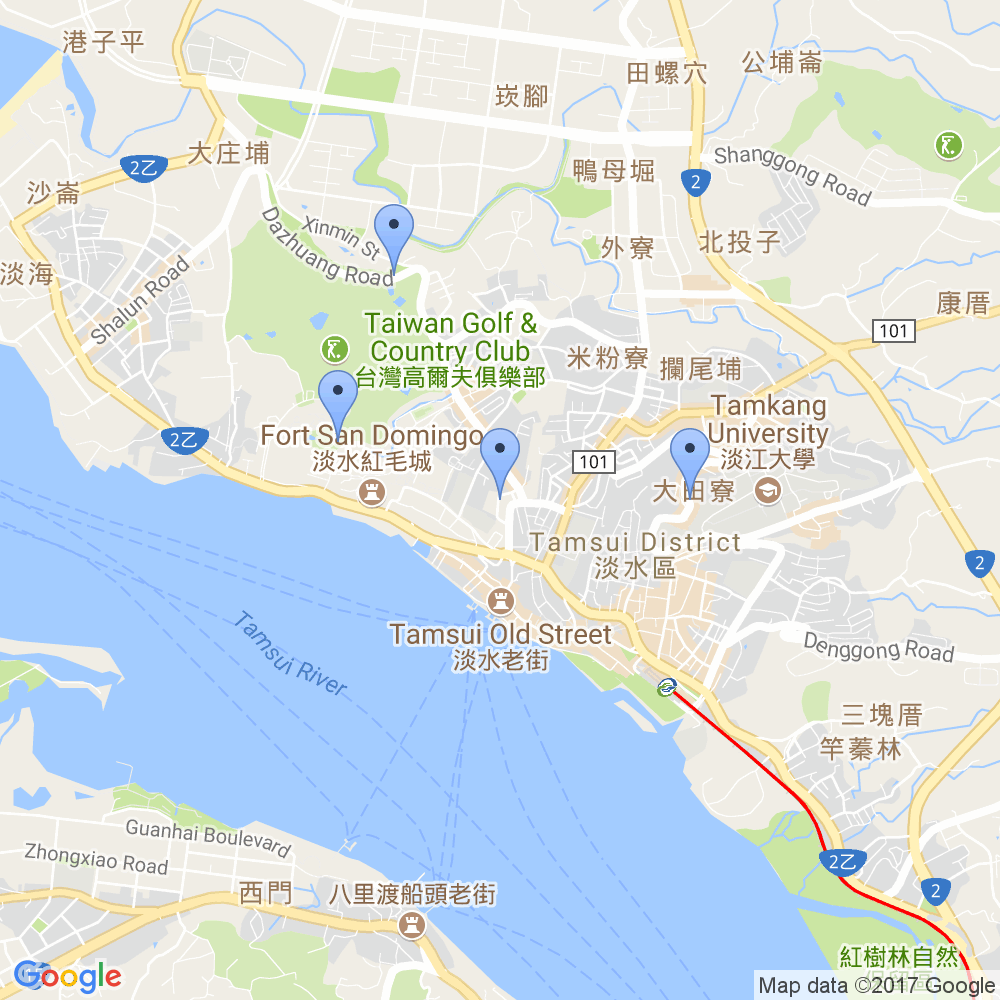 港子平
公埔崙
田螺穴
崁腳
2乙
大庄埔
鴨母堀
2
Shanggong Road
沙崙
Xinmin St
Dazhuang Road
外寮
北投子
淡海
Shalun Road
康厝
101
Taiwan Golf &
Country Club
台灣高爾夫俱樂部
米粉寮
攔尾埔
Tamkang
University
淡江大學
2乙
Fort San Domingo
淡水紅毛城
101
大田寮
Tamsui District
淡水區
2
Tamsui River
Tamsui Old Street
淡水老街
Denggong Road
三塊厝
竿蓁林
Guanhai Boulevard
Zhongxiao Road
2乙
西門
八里渡船頭老街
2
紅樹林自然
保留區
Google
Map data ©2017 Google